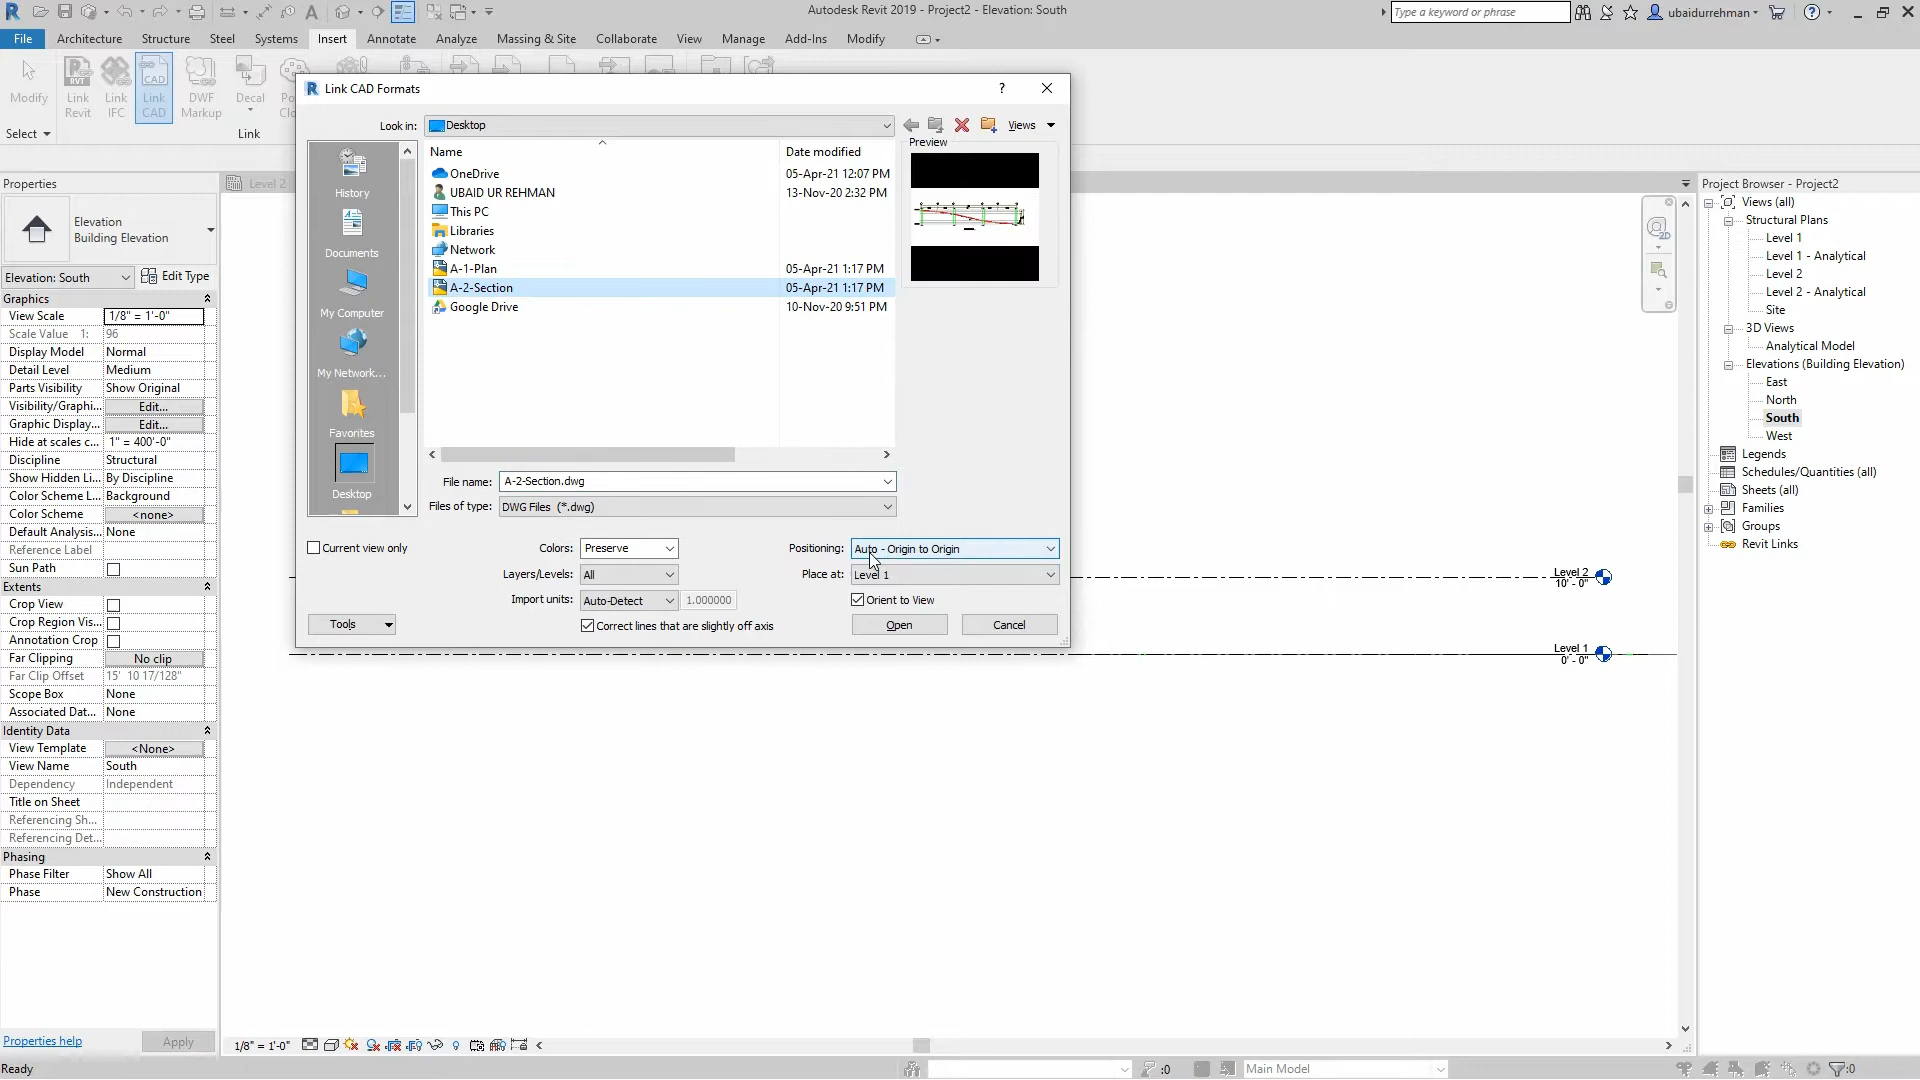 Autodesk Revit 2019 - Project2 - Elevation: South
Type a keyword or phrase
ubaidurrehman
File
Architecture
Structure
Steel
Systems
Insert
Annotate
Analyze
Massing & Site
Collaborate
View
Manage
Add-Ins
Modify
Modify
Link
Revit
Link
IFC
Link
CAD
DWF
Markup
Decal
Select
Link
Properties
Elevation
Building Elevation
Elevation: South
Edit Type
Graphics
View Scale
1/8" = 1'-0"
Scale Value 1:
96
Display Model
Normal
Detail Level
Medium
Parts Visibility
Show Original
Visibility/Graphi...
Edit...
Graphic Display...
Edit...
Hide at scales c...
1" = 400'-0"
Discipline
Structural
Show Hidden Li...
By Discipline
Color Scheme L...
Background
Color Scheme
<none>
Default Analysis...
None
Reference Label
Sun Path
Extents
Crop View
Crop Region Vis...
Annotation Crop
Far Clipping
No clip
Far Clip Offset
15' 10 17/128"
Scope Box
None
Associated Dat...
None
Identity Data
View Template
<None>
View Name
South
Dependency
Independent
Title on Sheet
Referencing Sh...
Referencing Det...
Phasing
Phase Filter
Show All
Phase
New Construction
Properties help
Apply
Ready
Level 2
Link CAD Formats
Look in:
Desktop
Views
Preview
History
Documents
My Computer
My Network...
Favorites
Desktop
Name
Date modified
OneDrive
05-Apr-21 12:07 PM
UBAID UR REHMAN
13-Nov-20 2:32 PM
This PC
Libraries
Network
A-1-Plan
05-Apr-21 1:17 PM
A-2-Section
05-Apr-21 1:17 PM
Google Drive
10-Nov-20 9:51 PM
File name:
A-2-Section.dwg
Files of type:
DWG Files (*.dwg)
Current view only
Colors:
Preserve
Positioning:
Auto - Origin to Origin
Layers/Levels:
All
Place at:
Level 1
Import units:
Auto-Detect
1.000000
Orient to View
Correct lines that are slightly off axis
Tools
Open
Cancel
Level 2
10' - 0"
Level 1
0' - 0"
2D
Project Browser - Project2
Views (all)
Structural Plans
Level 1
Level 1 - Analytical
Level 2
Level 2 - Analytical
Site
3D Views
Analytical Model
Elevations (Building Elevation)
East
North
South
West
Legends
Schedules/Quantities (all)
Sheets (all)
Families
Groups
Revit Links
1/8" = 1'-0"
:0
Main Model
:0